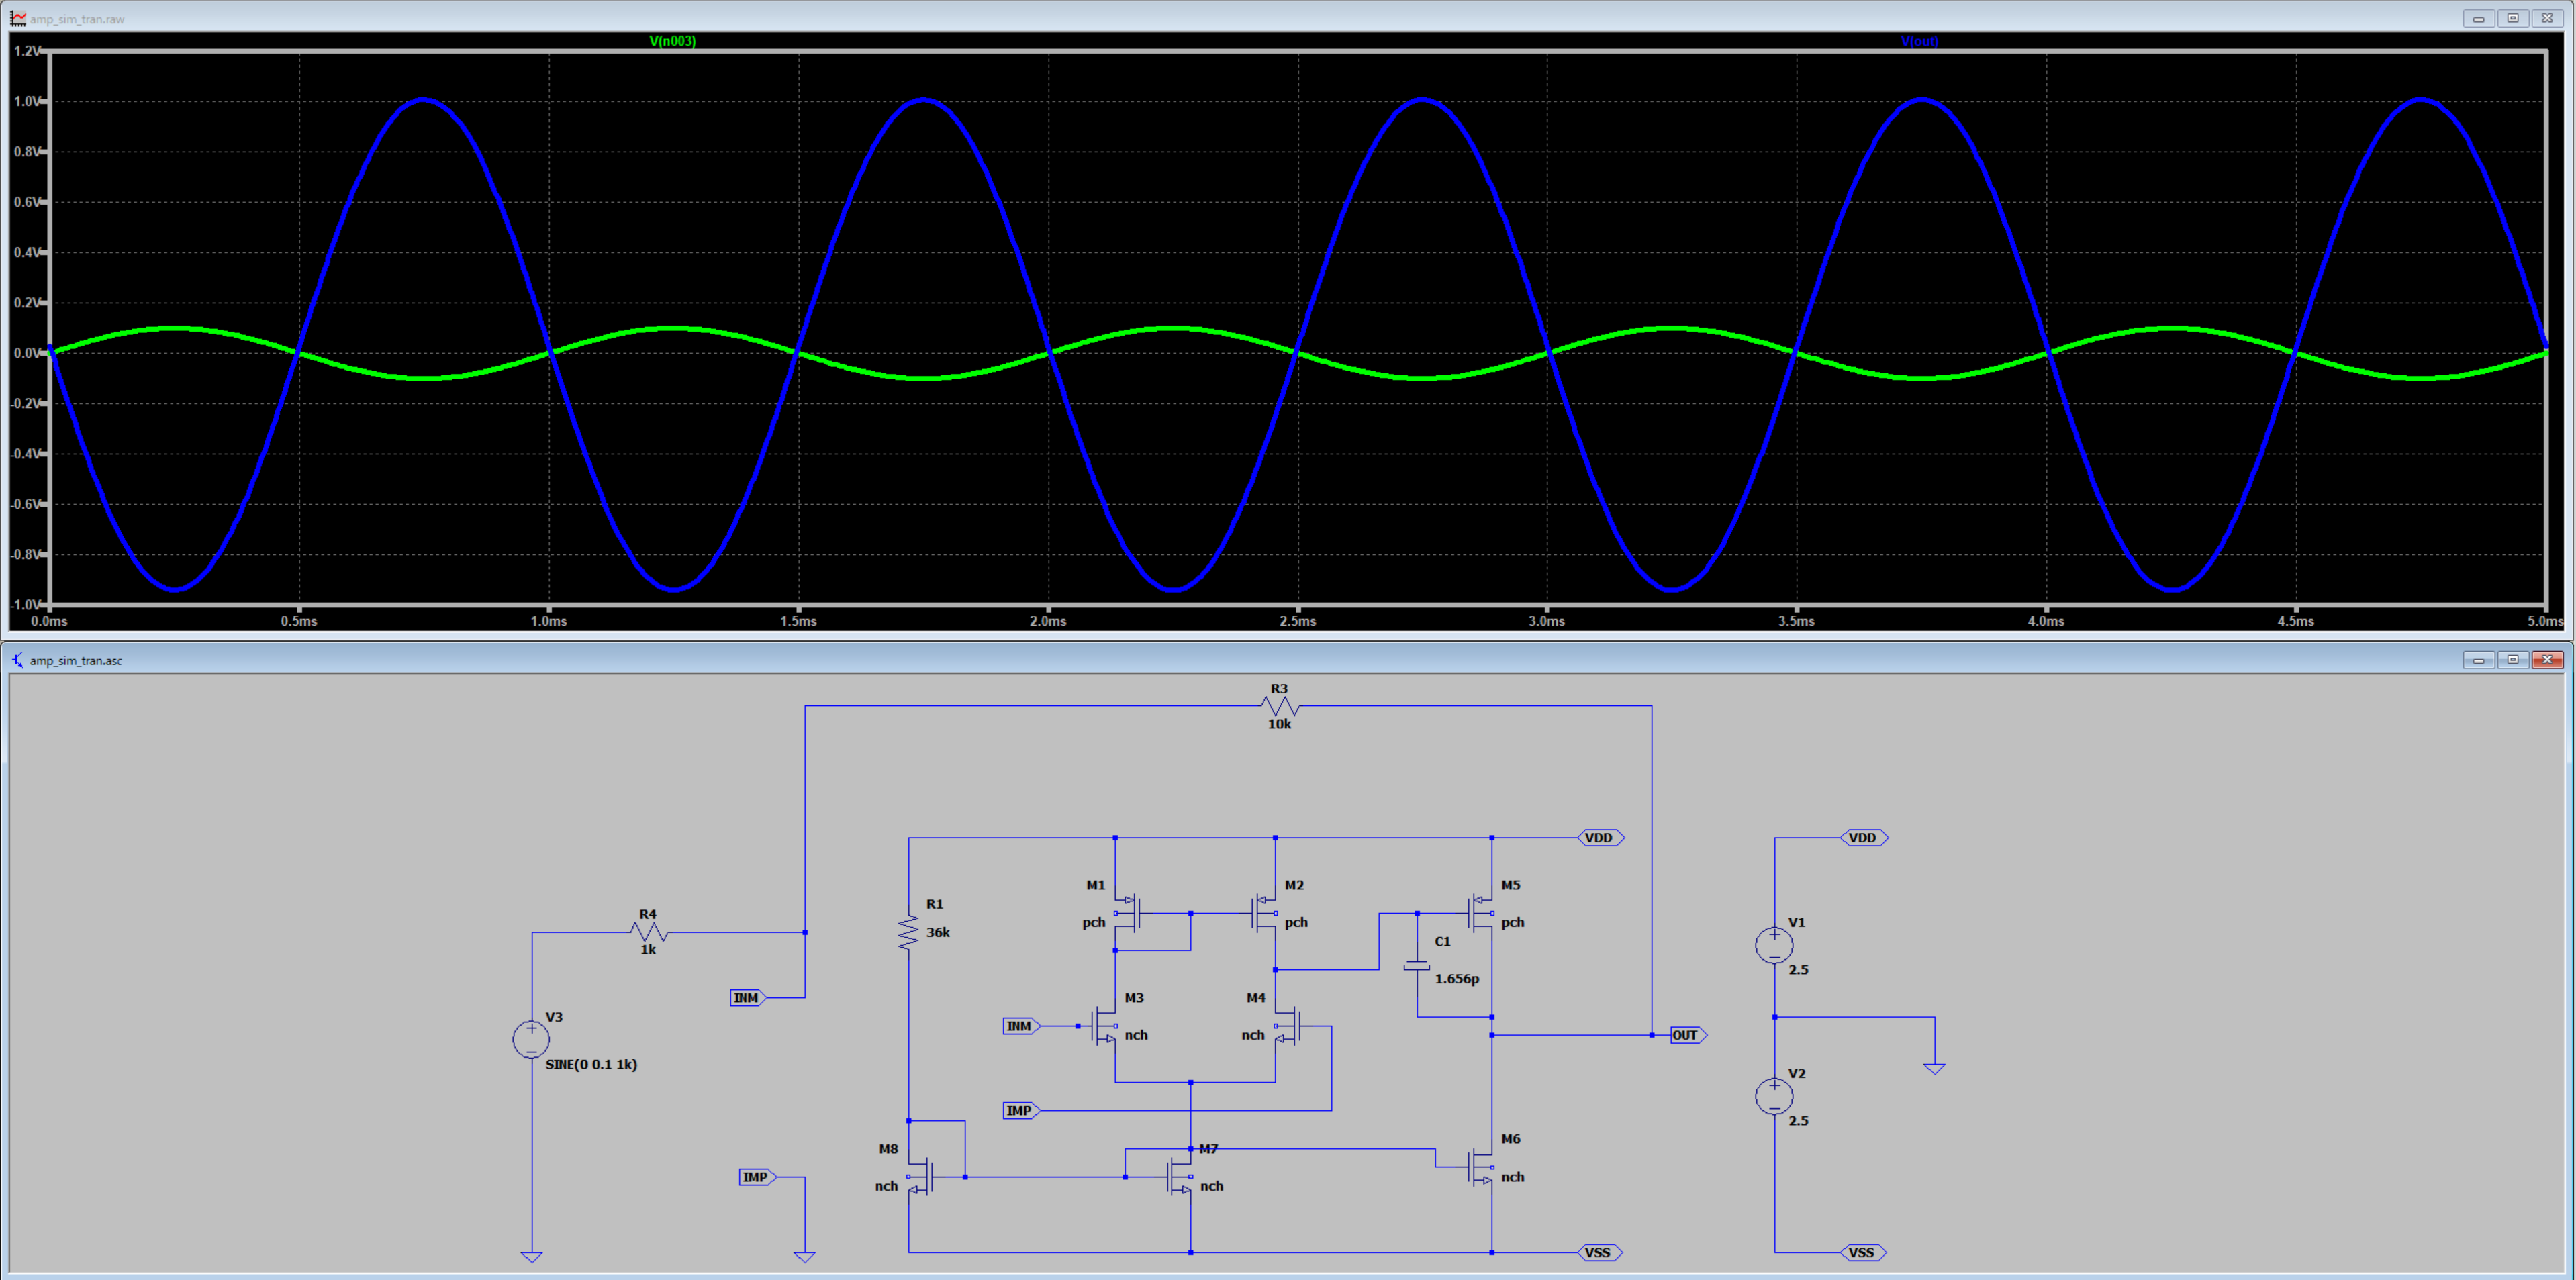 amp_sim_tran.raw
V(n003) V(out)
1.2V
1.0V
0.8V
0.6V
0.4V
0.2V
0.0V
-0.2V
-0.4V
-0.6V
-0.8V
-1.0V
0.0ms 0.5ms 1.0ms 1.5ms 2.0ms 2.5ms 3.0ms 3.5ms 4.0ms 4.5ms 5.0ms
amp_sim_tran.asc
R3
10k
VDD VDD
M1 M2 M5
R1
36k
pch pch pch
R4
1k
V1
2.5
C1
1.656p
INM
M3 M4
V3
SINE(0 0.1 1k)
INM
nch nch
OUT
V2
2.5
IMP
M8 M7 M6
IMP
nch nch nch
VSS VSS